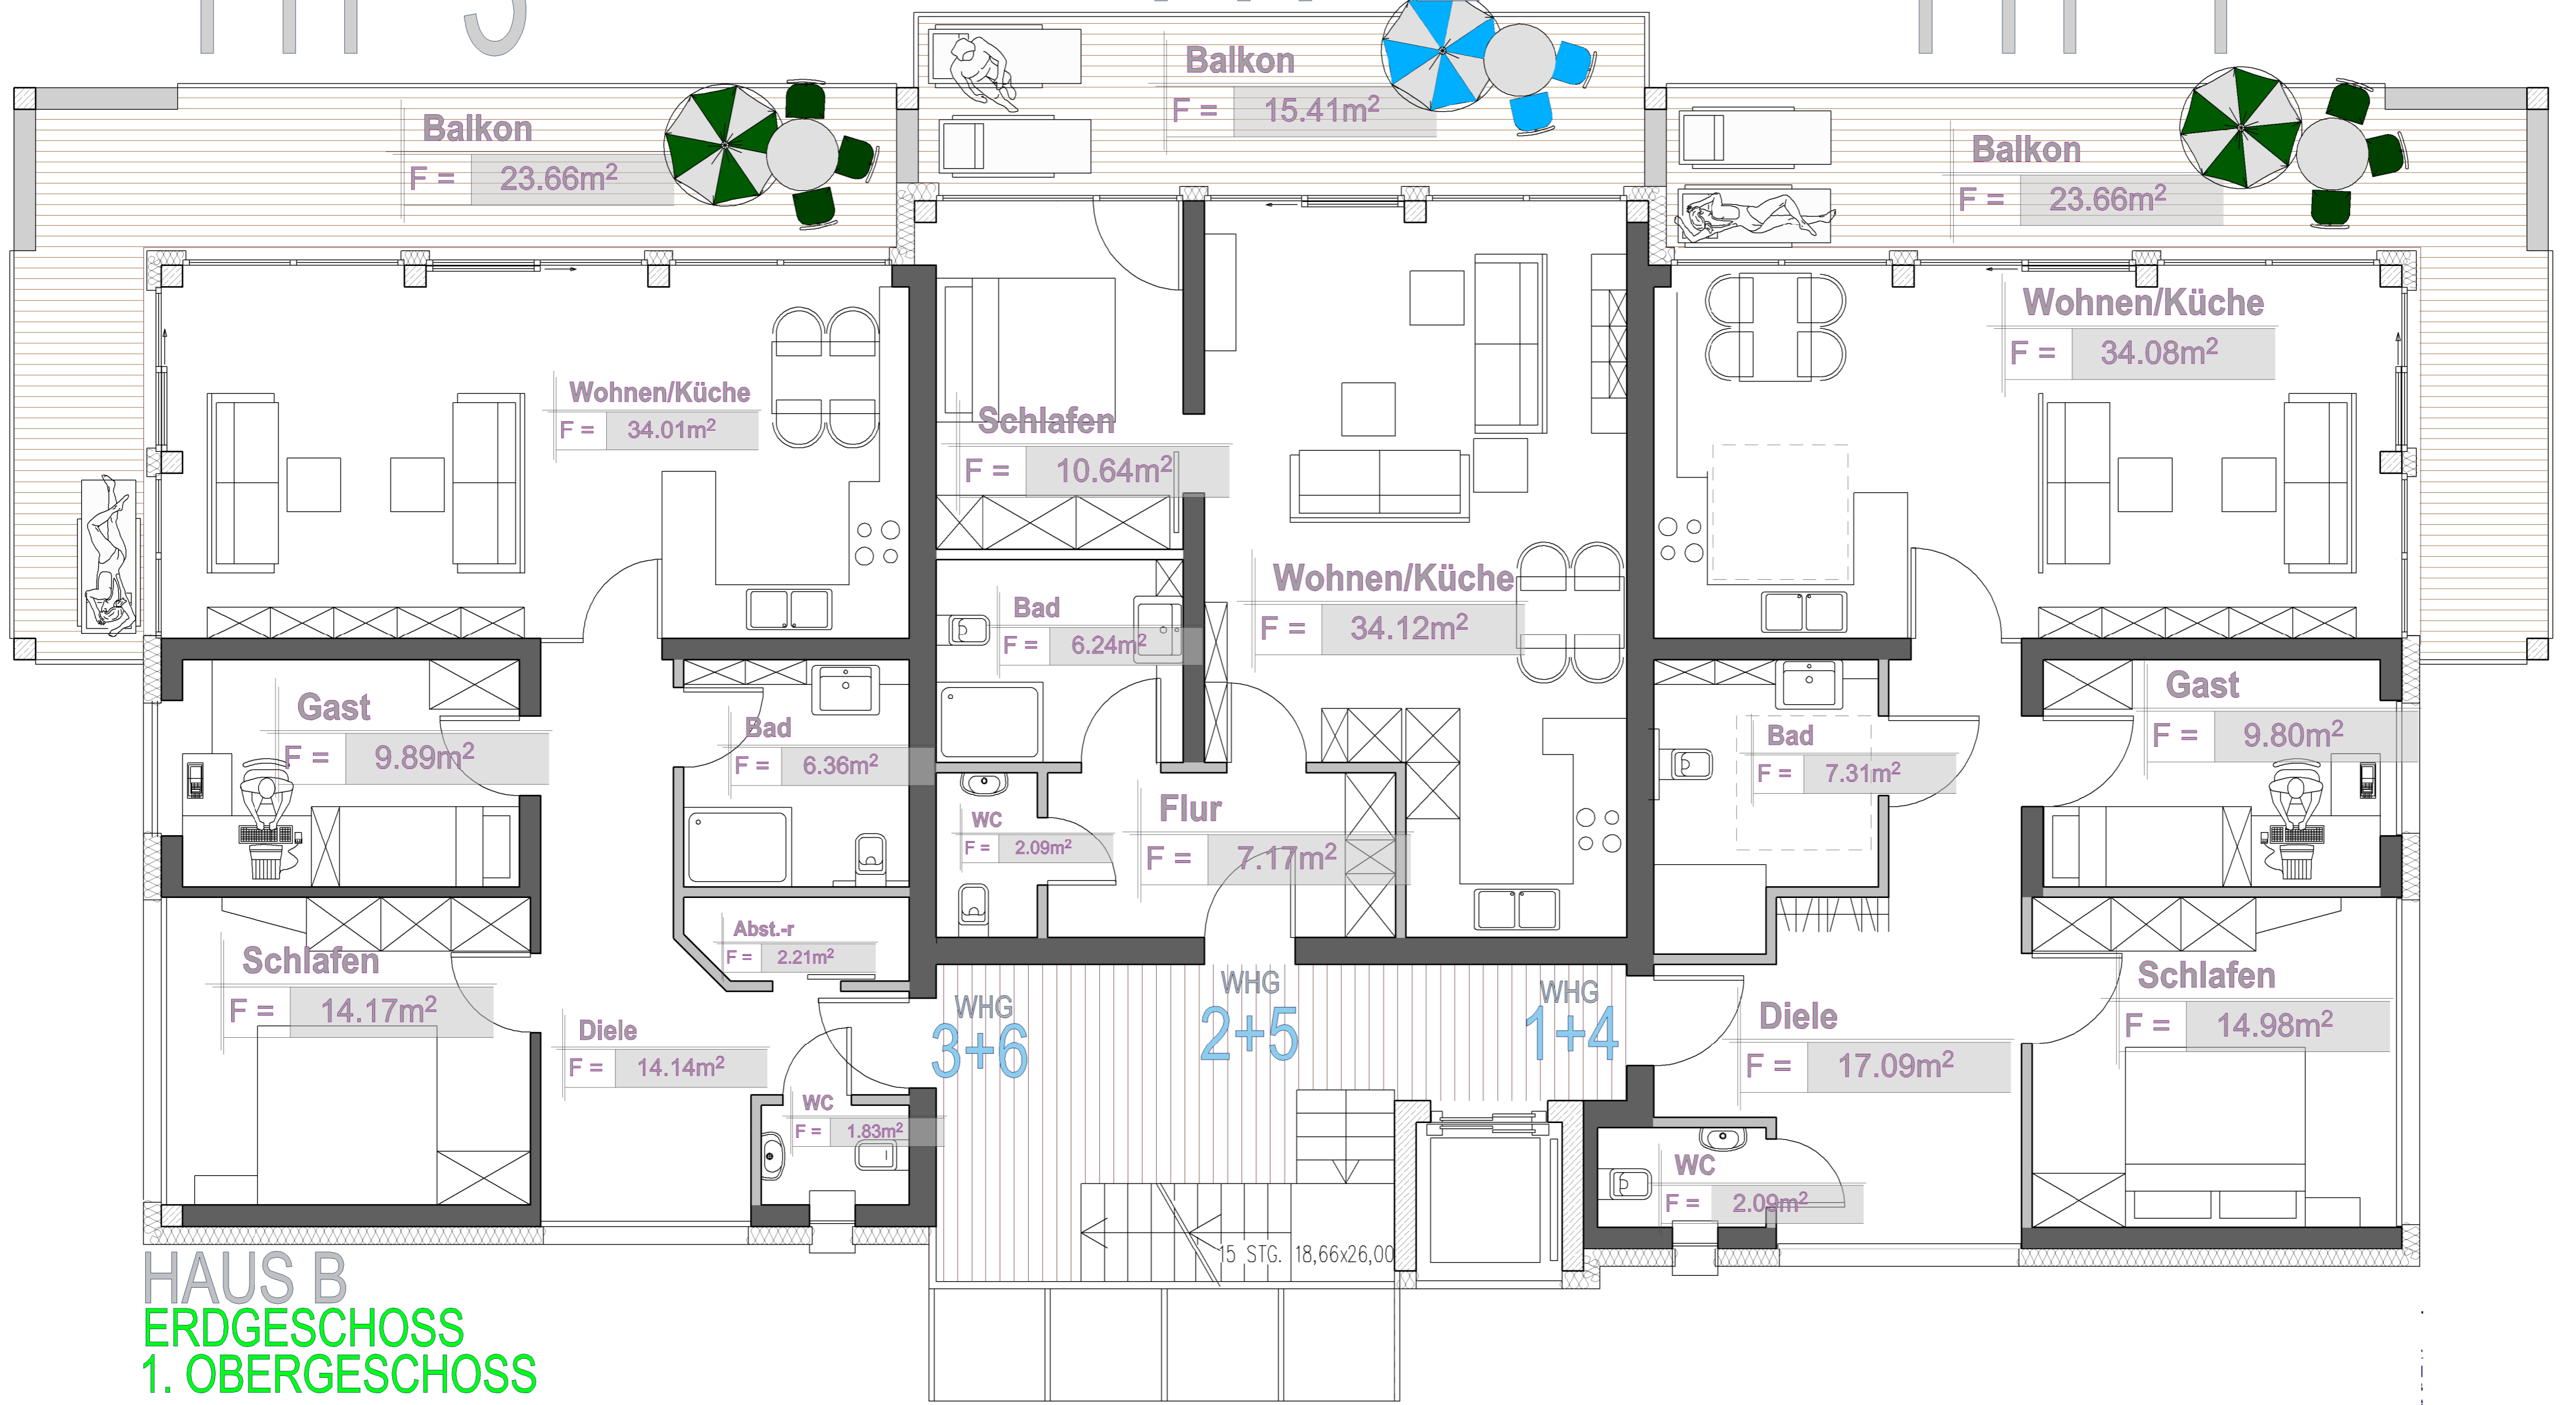 Balkon
F = 23.66m²
Balkon
F = 15.41m²
Balkon
F = 23.66m²
Wohnen/Küche
F = 34.01m²
Schlafen
F = 10.64m²
Wohnen/Küche
F = 34.12m²
Wohnen/Küche
F = 34.08m²
Bad
F = 6.24m²
Gast
F = 9.89m²
Bad
F = 6.36m²
WC
F = 2.09m²
Flur
F = 7.17m²
Bad
F = 7.31m²
Gast
F = 9.80m²
Abst.-r
F = 2.21m²
Schlafen
F = 14.17m²
Diele
F = 14.14m²
WC
F = 1.83m²
WHG
3+6
WHG
2+5
WHG
1+4
Diele
F = 17.09m²
Schlafen
F = 14.98m²
WC
F = 2.09m²
15 STG. 18,66x26,00
HAUS B
ERDGESCHOSS
1. OBERGESCHOSS